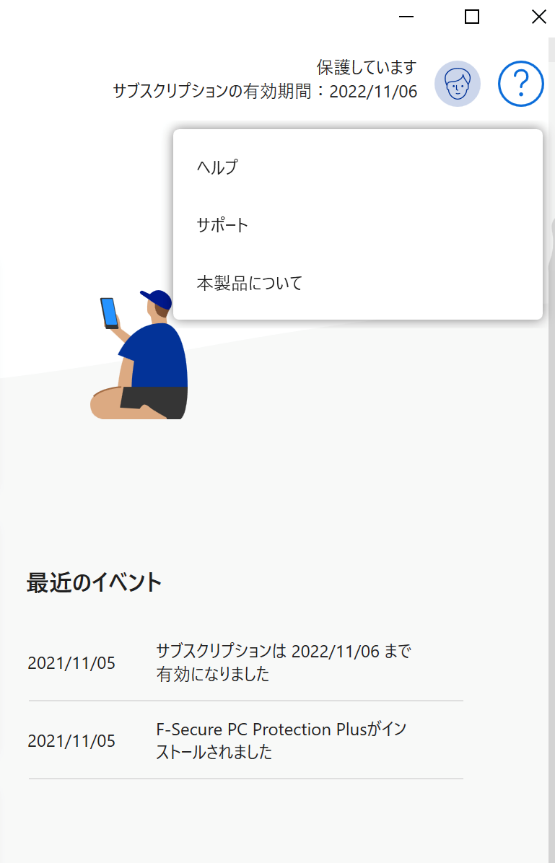 保護しています
サブスクリプションの有効期間：2022/11/06
?
ヘルプ
サポート
本製品について
最近のイベント
2021/11/05
サブスクリプションは 2022/11/06 まで
有効になりました
2021/11/05
F-Secure PC Protection Plusがイン
ストールされました